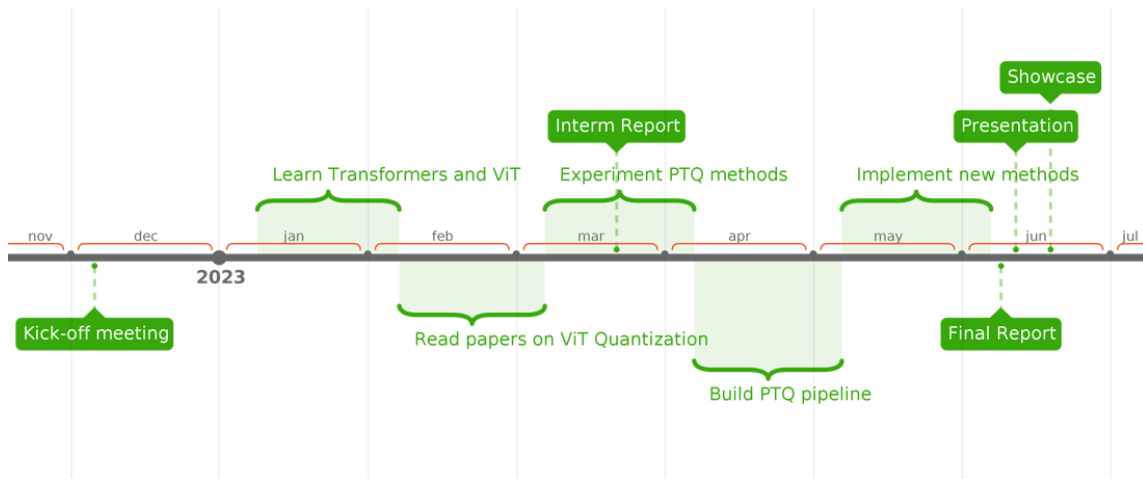 Showcase
Interm Report
Presentation
Learn Transformers and ViT
Experiment PTQ methods
Implement new methods
nov dec jan feb mar apr may jun jul
2023
Kick-off meeting
Read papers on ViT Quantization
Final Report
Build PTQ pipeline